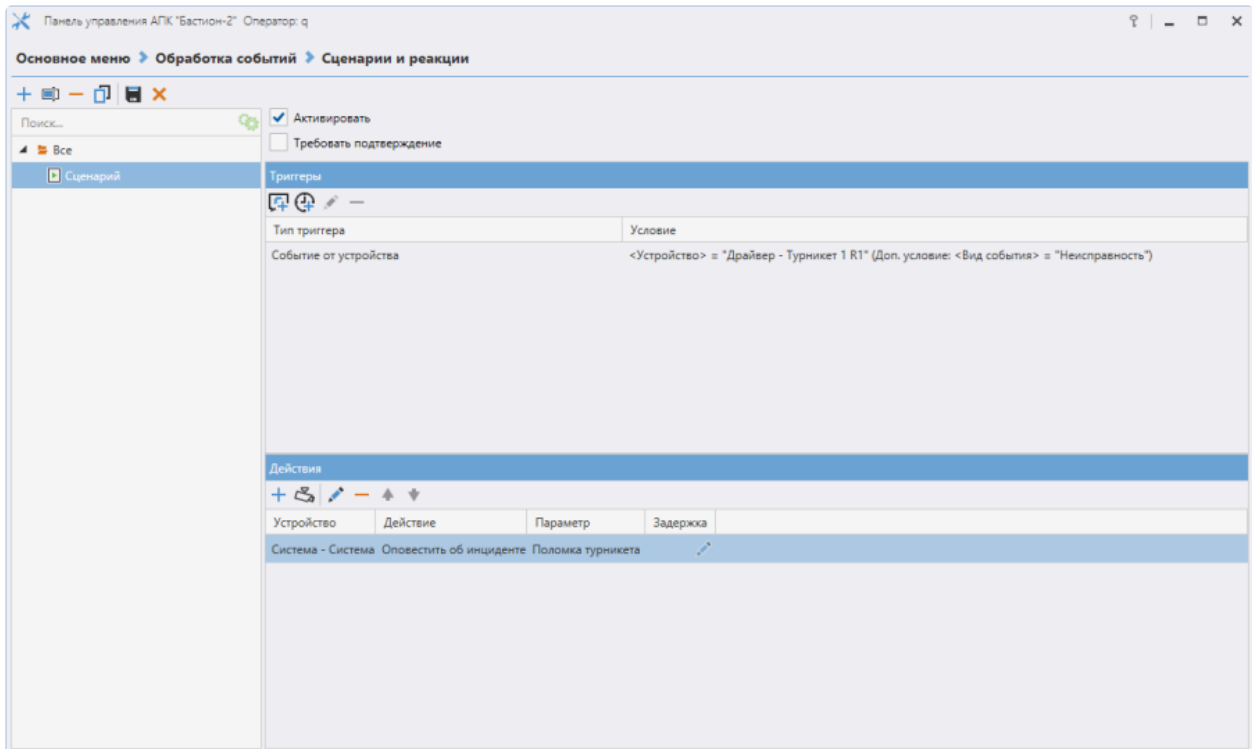 Панель управления АПК "Бастион-2" Оператор: q
Основное меню Обработка событий Сценарии и реакции
Поиск...
Активировать
Требовать подтверждение
Все
Сценарий
Триггеры
Тип триггера Условие
Событие от устройства <Устройство> = "Драйвер - Турникет 1 R1" (Доп. условие: <Вид события> = "Неисправность")
Действия
Устройство Действие Параметр Задержка
Система - Система Оповестить об инциденте Поломка турникета